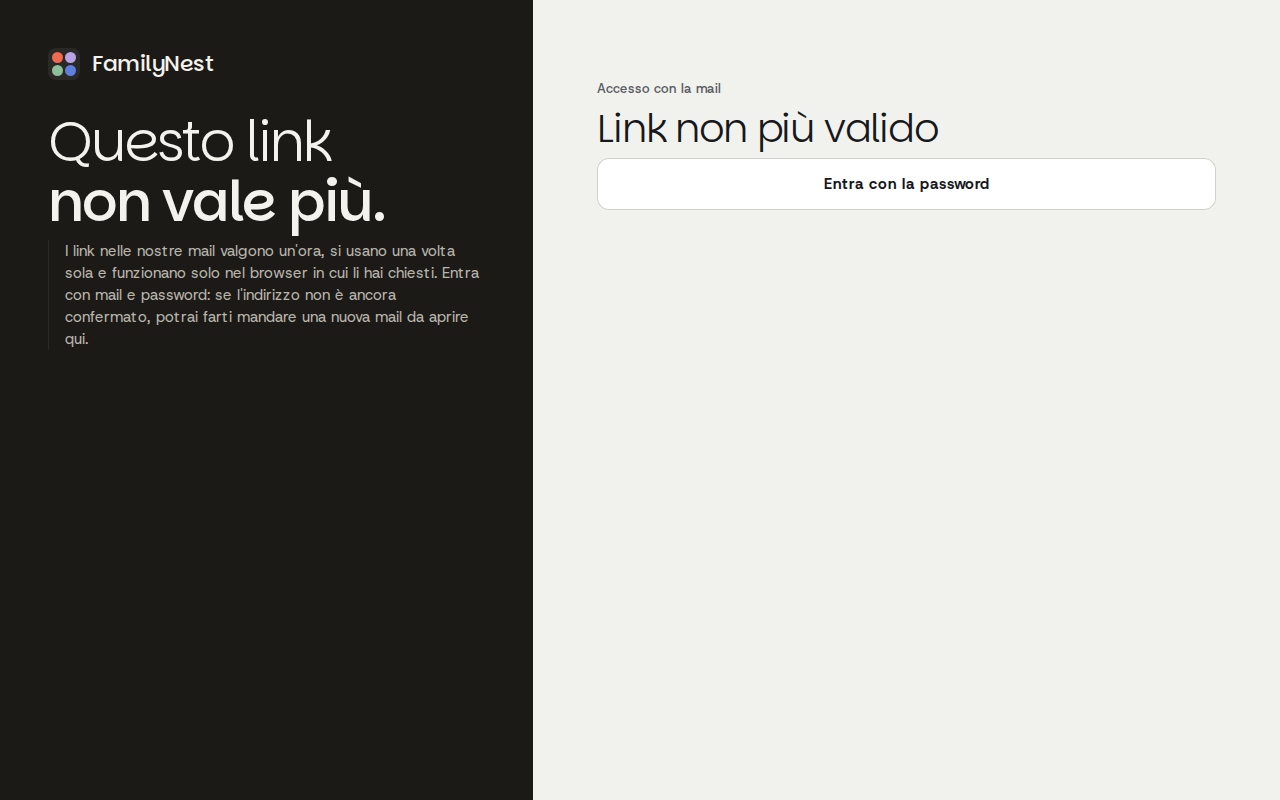 FamilyNest
Questo link
non vale più.
I link nelle nostre mail valgono un'ora, si usano una volta
sola e funzionano solo nel browser in cui li hai chiesti. Entra
con mail e password: se l'indirizzo non è ancora
confermato, potrai farti mandare una nuova mail da aprire
qui.
Accesso con la mail
Link non più valido
Entra con la password